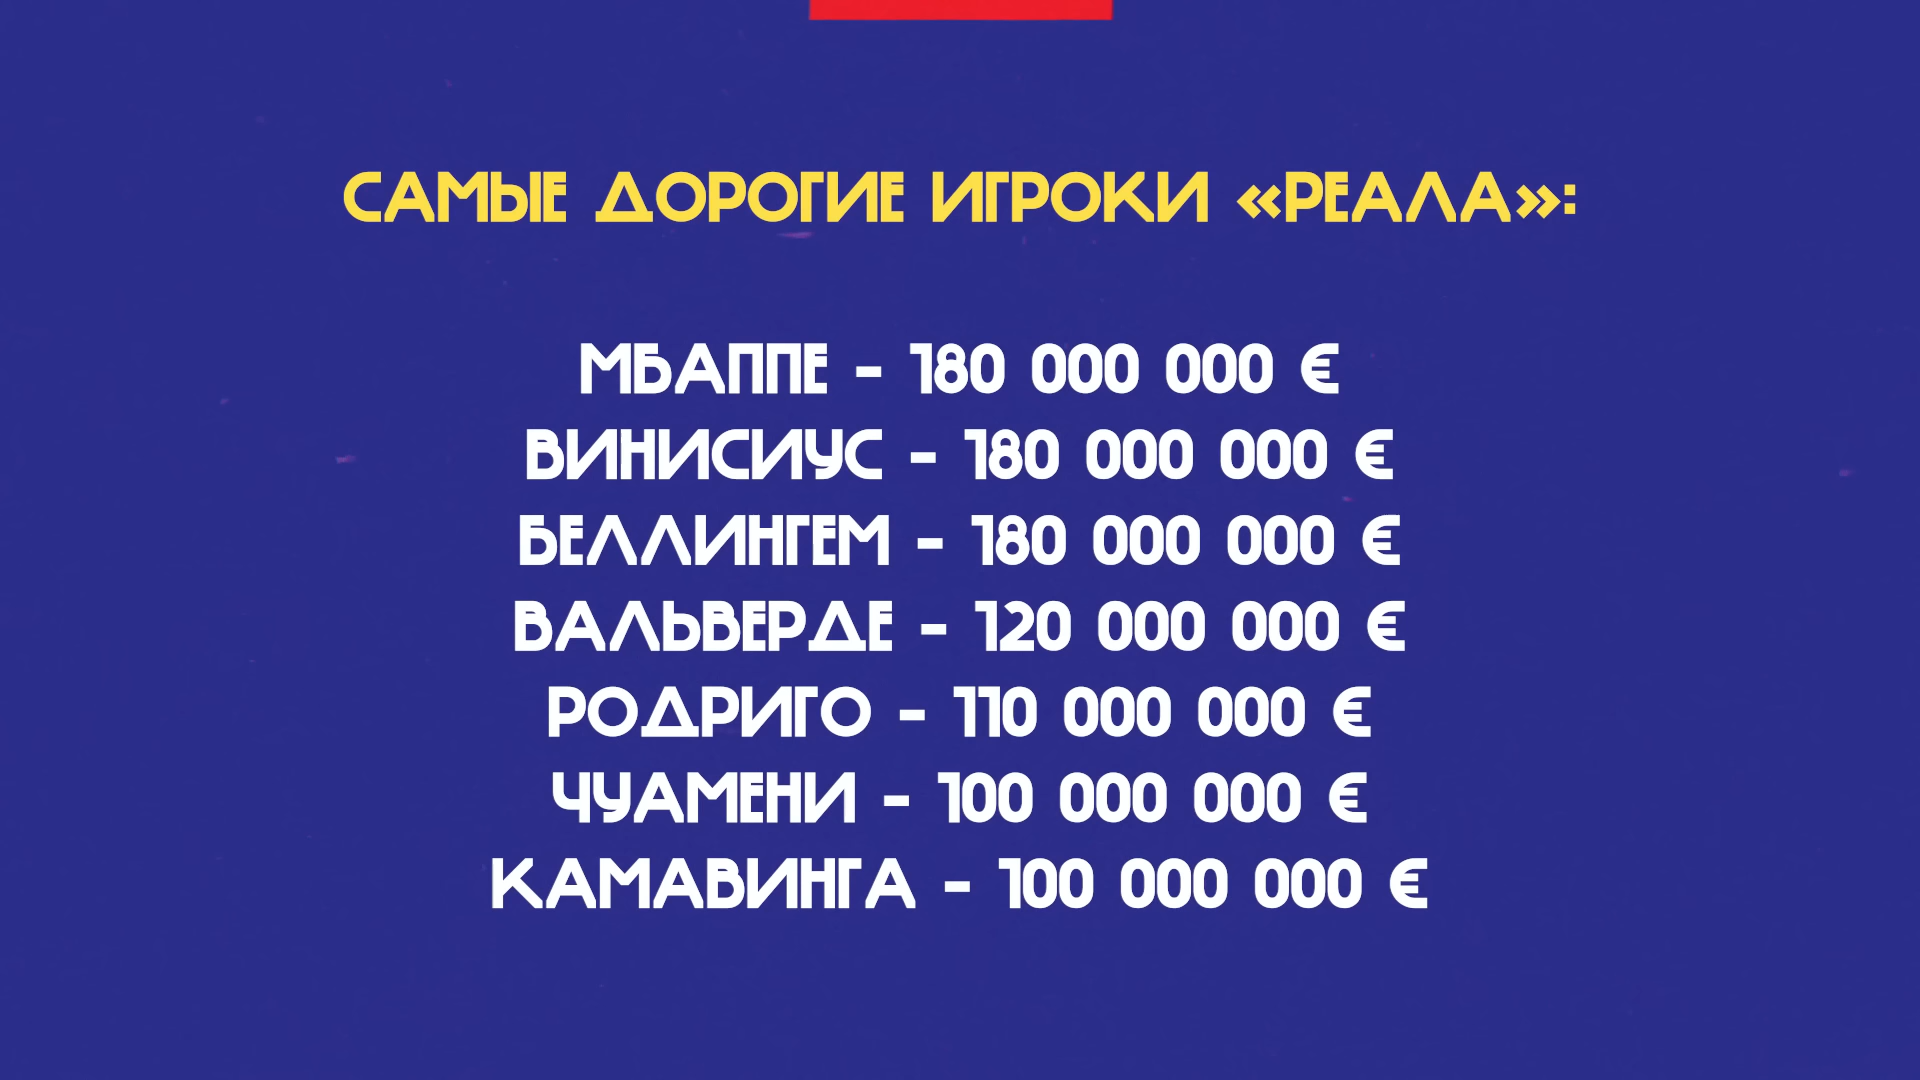 САМЫЕ ДОРОГИЕ ИГРОКИ «РЕАЛА»:
МБАППЕ - 180 000 000 €
ВИНИСИУС - 180 000 000 €
БЕЛЛИНГЕМ - 180 000 000 €
ВАЛЬВЕРДЕ - 120 000 000 €
РОДРИГО - 110 000 000 €
ЧУАМЕНИ - 100 000 000 €
КАМАВИНГА - 100 000 000 €